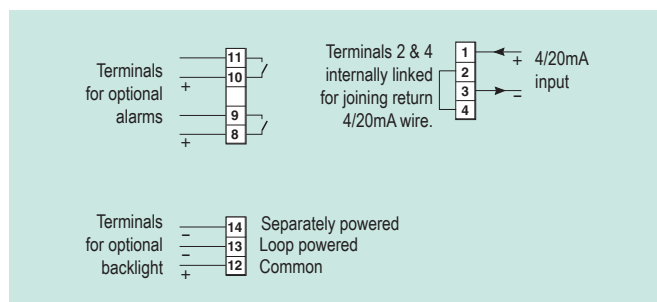 Terminals
for optional
alarms
11
10
+
9
8
+
Terminals 2 & 4
internally linked
for joining return
4/20mA wire.
1
2
3
4
+
–
4/20mA
input
Terminals
for optional
backlight
–
–
+
14 Separately powered
13 Loop powered
12 Common